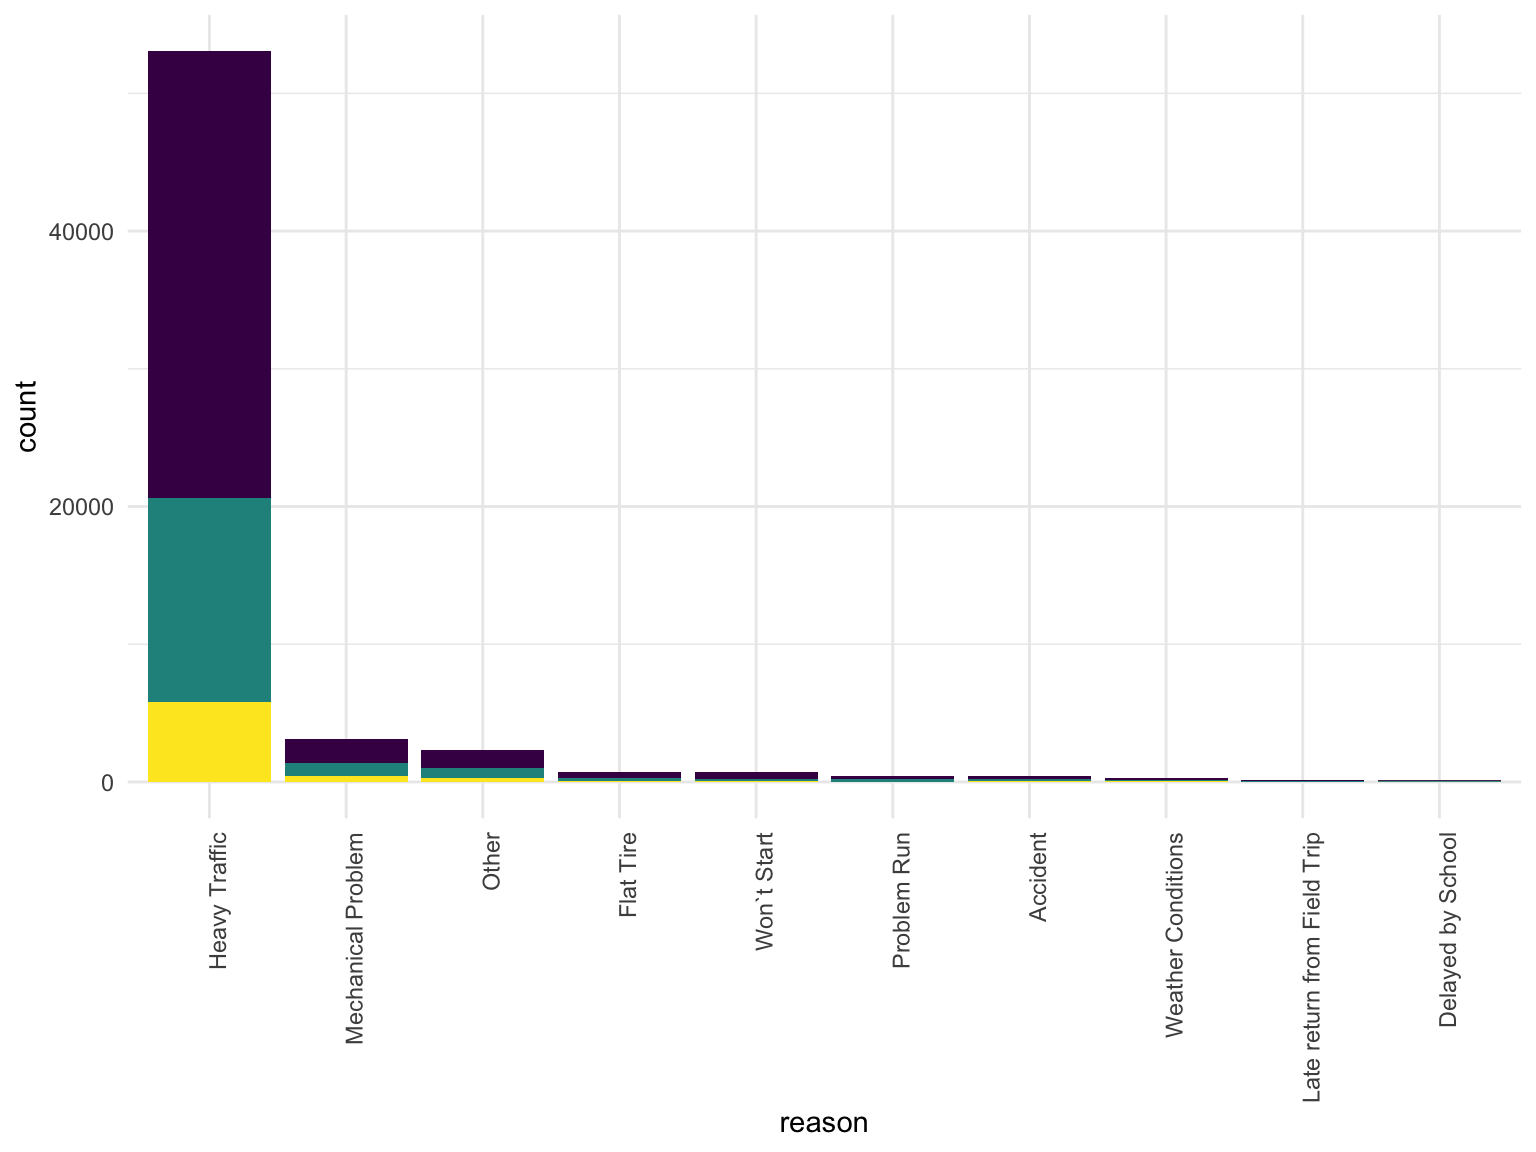 count
40000
20000
0
Heavy Traffic
Mechanical Problem
Other
Flat Tire
Won`t Start
Problem Run
Accident
Weather Conditions
Late return from Field Trip
Delayed by School
reason